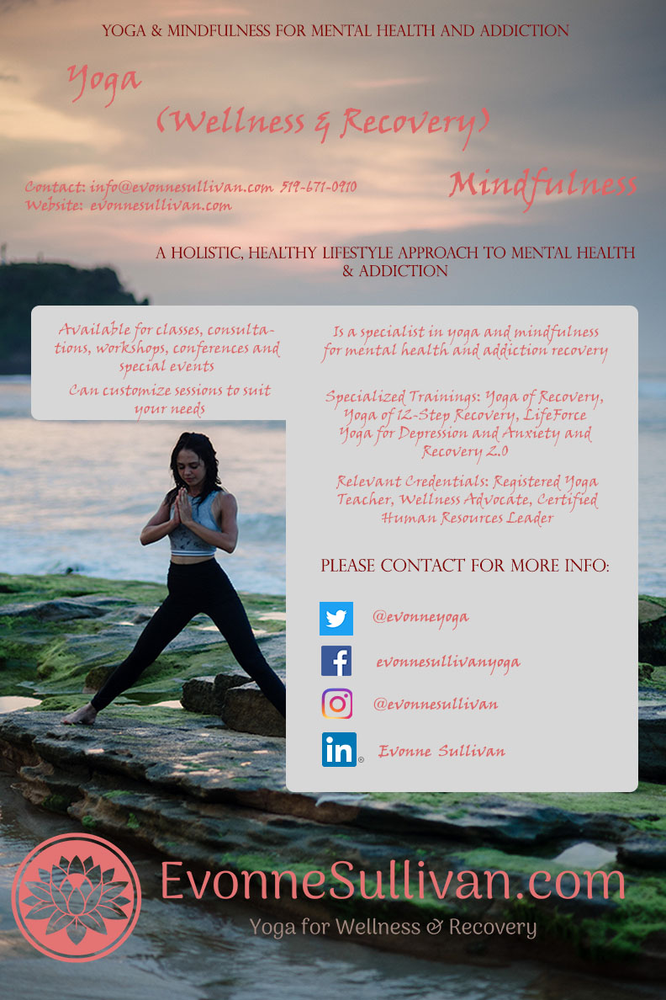 YOGA & MINDFULNESS FOR MENTAL HEALTH AND ADDICTION
Yoga
(Wellness & Recovery)
Mindfulness
Contact: info@evonnesullivan.com 519-671-0910
Website: evonnesullivan.com
A HOLISTIC, HEALTHY LIFESTYLE APPROACH TO MENTAL HEALTH
& ADDICTION
Available for classes, consulta-
tions, workshops, conferences and
special events
Can customize sessions to suit
your needs
Is a specialist in yoga and mindfulness
for mental health and addiction recovery
Specialized Trainings: Yoga of Recovery,
Yoga of 12-Step Recovery, LifeForce
Yoga for Depression and Anxiety and
Recovery 2.0
Relevant Credentials: Registered Yoga
Teacher, Wellness Advocate, Certified
Human Resources Leader
PLEASE CONTACT FOR MORE INFO:
@evonneyoga
f evonnesullivanyoga
@evonnesullivan
in ® Evonne Sullivan
EvonneSullivan.com
Yoga for Wellness & Recovery